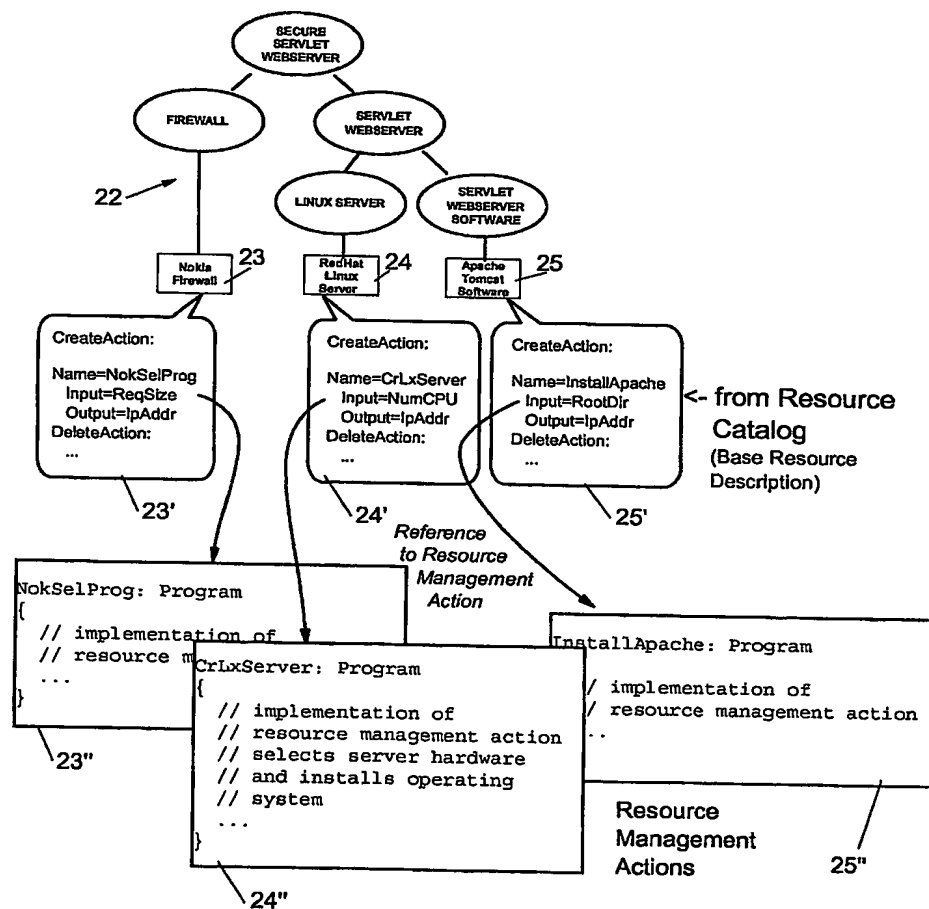 SECURE
SERVLET
WEBSERVER
FIREWALL
SERVLET
WEBSERVER
22
LINUX SERVER
SERVLET
WEBSERVER
SOFTWARE
Nokia
Firewall
23
RedHat
Linux
Server
24
Apache
Tomcat
Software
25
CreateAction:
Name=NokSelProg
Input=ReqSize
Output=IpAddr
DeleteAction:
...
23'
CreateAction:
Name=CrLxServer
Input=NumCPU
Output=IpAddr
DeleteAction:
...
24'
CreateAction:
Name=InstallApache
Input=RootDir
Output=IpAddr
DeleteAction:
...
25'
<- from Resource
Catalog
(Base Resource
Description)
Reference
to Resource
Management
Action
NokSelProg: Program
{
// implementation of
// resource m
...
}
23"
CrLxServer: Program
{
// implementation of
// resource management action
// selects server hardware
// and installs operating
// system
...
}
24"
InstallApache: Program
/ implementation of
/ resource management action
..
25"
Resource
Management
Actions